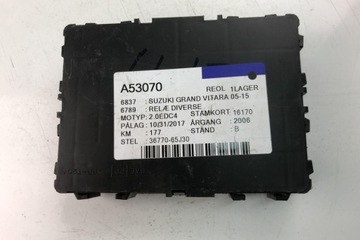 A53070 REOL 1LAGER
6837 : SUZUKI GRAND VITARA 05-15
6789 : RELÆ DIVERSE
MOTYP: 2.0EDC4 STAMKORT: 16170
PÅLAG: 10/31/2017 ÅRGANG : 2006
KM : 177 STAND : B
STEL : 36770-65J30